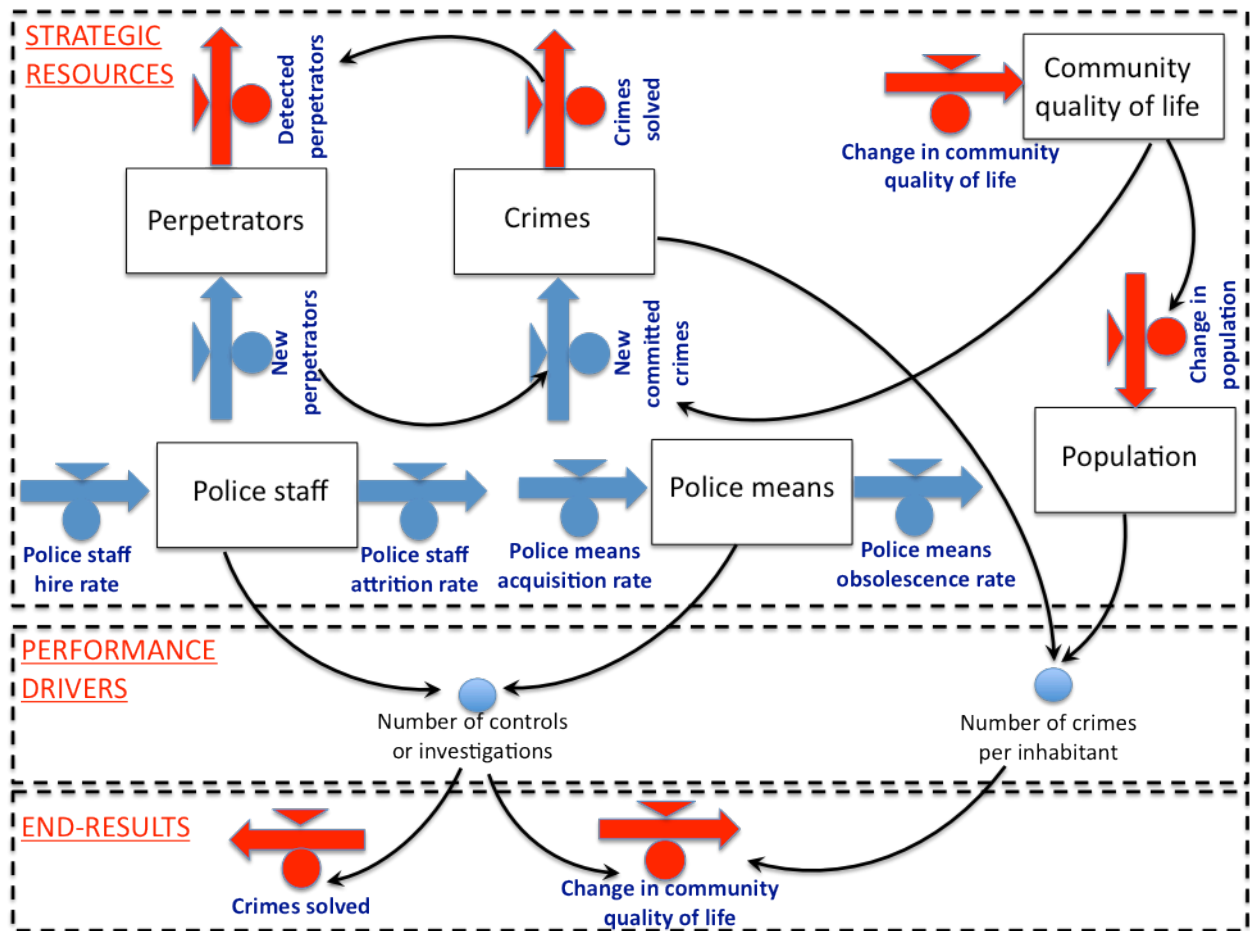 STRATEGIC
RESOURCES
Detected
perpetrators
Crimes
solved
Community
quality of life
Change in community
quality of life
Perpetrators
Crimes
New
perpetrators
New
committed
crimes
Change in
population
Police staff
Police means
Population
Police staff
hire rate
Police staff
attrition rate
Police means
acquisition rate
Police means
obsolescence rate
PERFORMANCE
DRIVERS
Number of controls
or investigations
Number of crimes
per inhabitant
END-RESULTS
Crimes solved
Change in community
quality of life